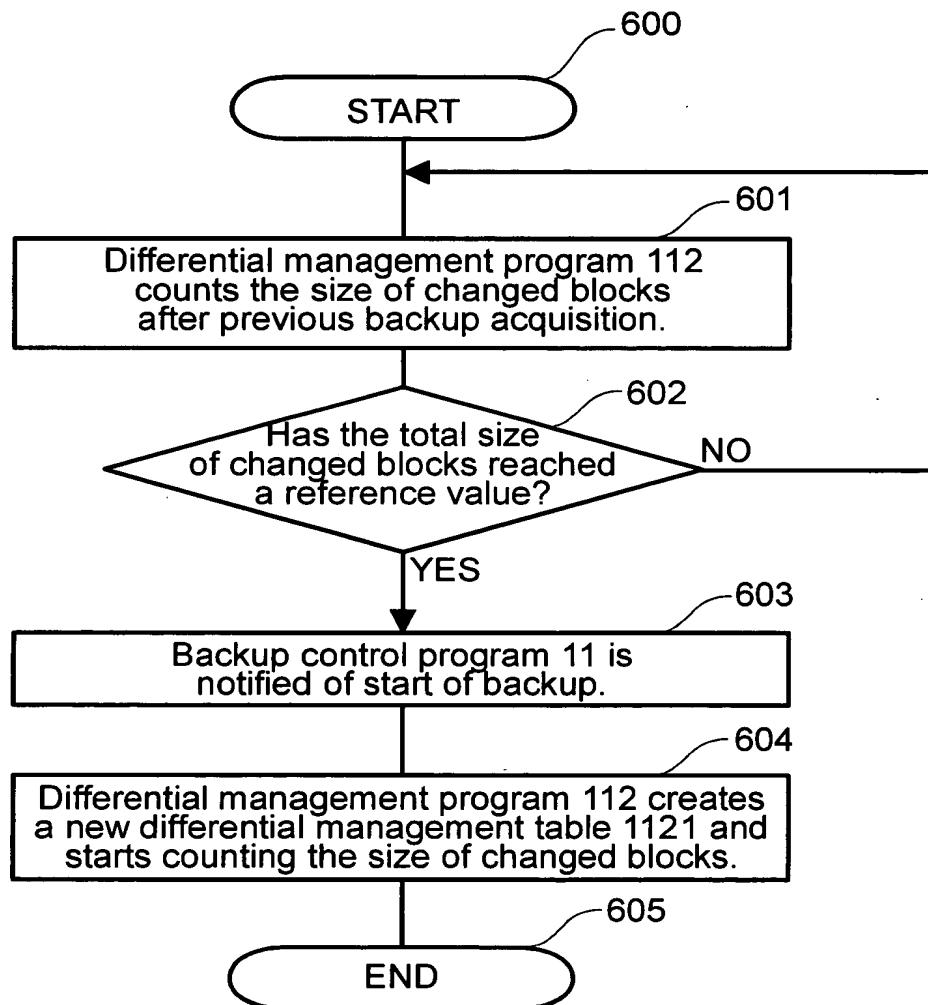 600
START
601
Differential management program 112
counts the size of changed blocks
after previous backup acquisition.
602
Has the total size
of changed blocks reached
a reference value?
NO
YES
603
Backup control program 11 is
notified of start of backup.
604
Differential management program 112 creates
a new differential management table 1121 and
starts counting the size of changed blocks.
605
END